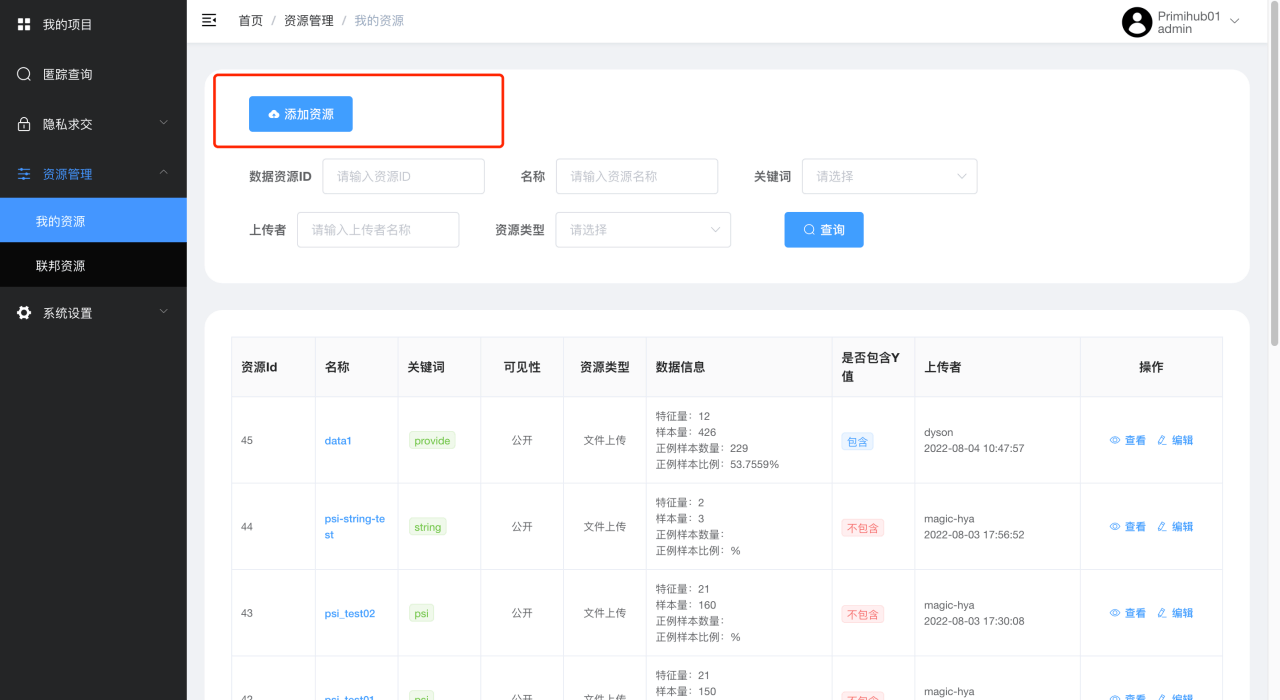 我的项目
匿踪查询
隐私求交
资源管理
我的资源
联邦资源
系统设置
首页 / 资源管理 / 我的资源
Primihub01
admin
添加资源
数据资源ID 请输入资源ID 名称 请输入资源名称 关键词 请选择
上传者 请输入上传者名称 资源类型 请选择 查询
资源Id 名称 关键词 可见性 资源类型 数据信息 是否包含Y值 上传者 操作
45 data1 provide 公开 文件上传
特征量：12
样本量：426
正例样本数量：229
正例样本比例：53.7559%
包含
dyson
2022-08-04 10:47:57
查看 编辑
44 psi-string-test string 公开 文件上传
特征量：2
样本量：3
正例样本数量：
正例样本比例：%
不包含
magic-hya
2022-08-03 17:56:52
查看 编辑
43 psi_test02 psi 公开 文件上传
特征量：21
样本量：160
正例样本数量：
正例样本比例：%
不包含
magic-hya
2022-08-03 17:30:08
查看 编辑
42 psi_test01 psi 公开 文件上传
特征量：21
样本量：150
不包含
magic-hya
查看 编辑